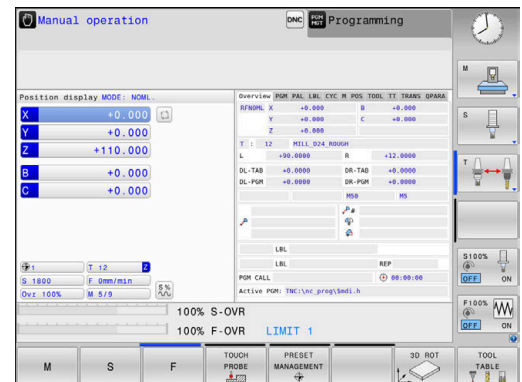 Manual operation
DNC
PGM MGT
Programming
Position display MODE: NOML.
X +0.000
Y +0.000
Z +110.000
B +0.000
C +0.000
1
T 12
Z
S 1800
F 0mm/min
Ovr 100%
M 5/9
S %
Overview PGM PAL LBL CYC M POS TOOL TT TRANS QPARA
RFNOML X +0.000 B +0.000
Y +0.000 C +0.000
Z +0.000
T : 12 MILL_D24_ROUGH
L +90.0000 R +12.0000
DL-TAB +0.0000 DR-TAB +0.0000
DL-PGM +0.0000 DR-PGM +0.0000
M50 M5
LBL
LBL REP
PGM CALL 00:00:00
Active PGM: TNC:\nc_prog\$mdi.h
100% S-OVR
100% F-OVR LIMIT 1
M
S
T
S100%
OFF ON
F100%
OFF ON
M
S
F
TOUCH PROBE
PRESET MANAGEMENT
3D ROT
TOOL TABLE